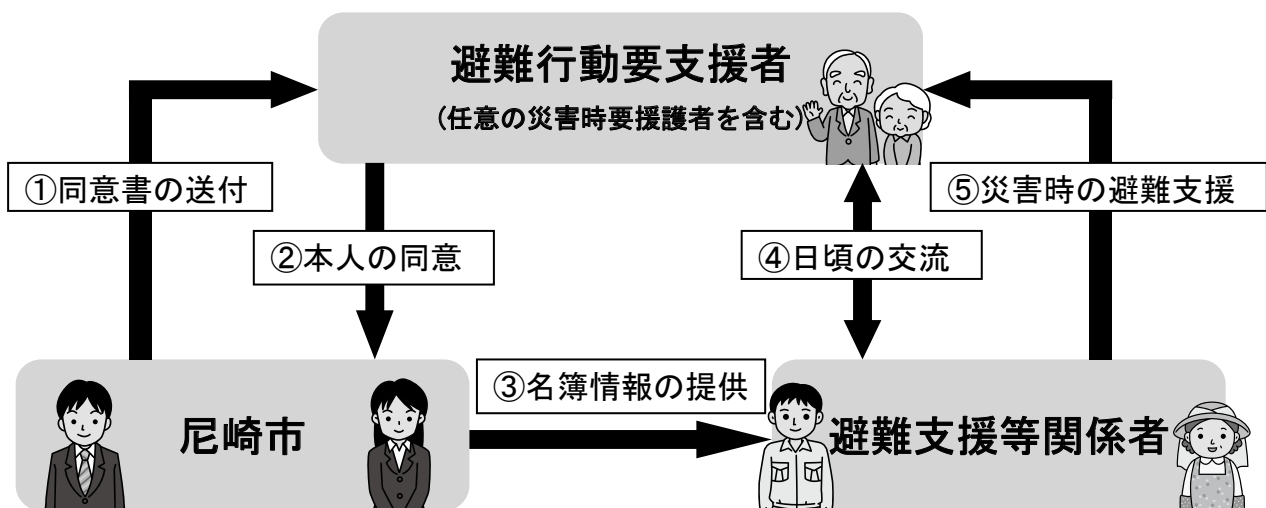 避難行動要支援者
(任意の災害時要援護者を含む)
①同意書の送付
⑤災害時の避難支援
②本人の同意
④日頃の交流
③名簿情報の提供
尼崎市
避難支援等関係者